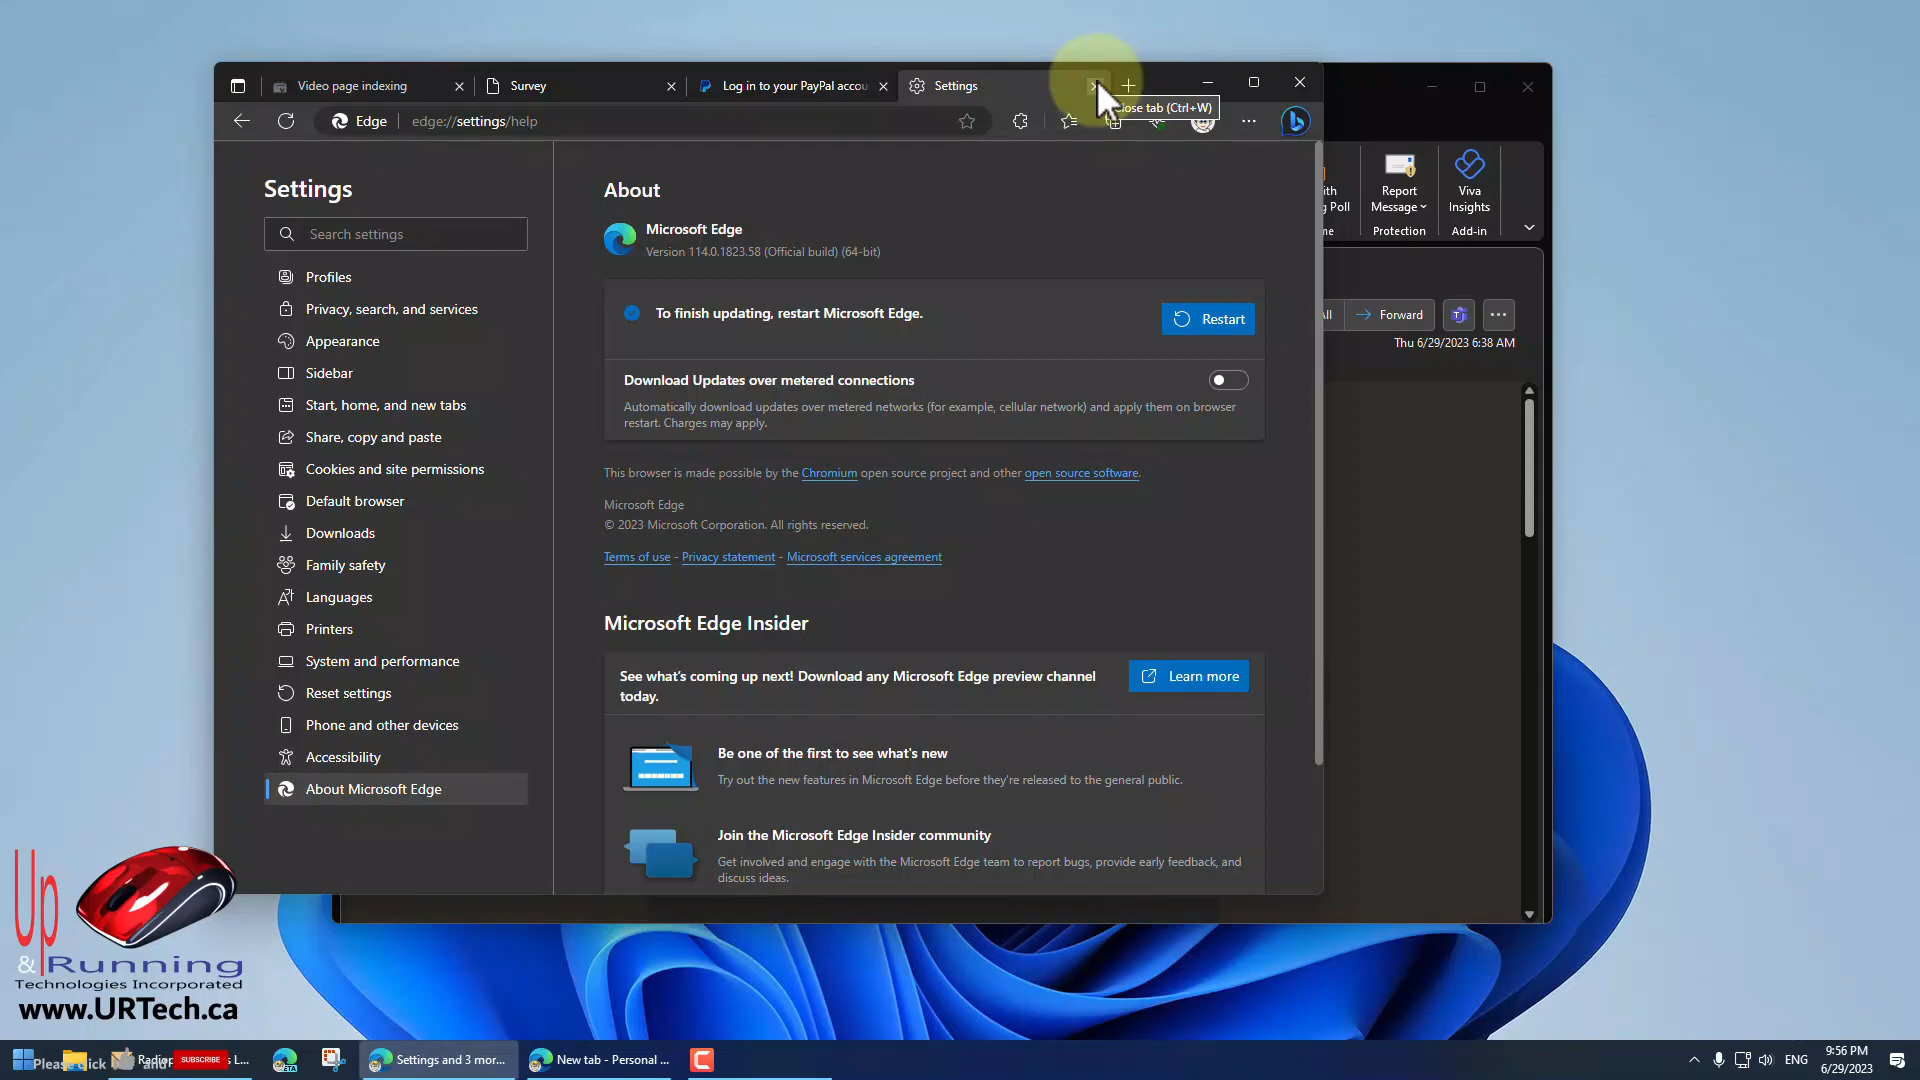 Video page indexing
Survey
Log in to your PayPal accou
Settings
Close tab (Ctrl+W)
Edge
edge://settings/help
Settings
Search settings
Profiles
Privacy, search, and services
Appearance
Sidebar
Start, home, and new tabs
Share, copy and paste
Cookies and site permissions
Default browser
Downloads
Family safety
Languages
Printers
System and performance
Reset settings
Phone and other devices
Accessibility
About Microsoft Edge
About
Microsoft Edge
Version 114.0.1823.58 (Official build) (64-bit)
To finish updating, restart Microsoft Edge.
Restart
Download Updates over metered connections
Automatically download updates over metered networks (for example, cellular network) and apply them on browser
restart. Charges may apply.
This browser is made possible by the Chromium open source project and other open source software.
Microsoft Edge
© 2023 Microsoft Corporation. All rights reserved.
Terms of use - Privacy statement - Microsoft services agreement
Microsoft Edge Insider
See what's coming up next! Download any Microsoft Edge preview channel
today.
Learn more
Be one of the first to see what's new
Try out the new features in Microsoft Edge before they're released to the general public.
Join the Microsoft Edge Insider community
Get involved and engage with the Microsoft Edge team to report bugs, provide early feedback, and
discuss ideas.
Poll
Report
Message
Protection
Viva
Insights
Add-in
Forward
Thu 6/29/2023 6:38 AM
Up
& Running
Technologies Incorporated
www.URTech.ca
Please click
and
SUBSCRIBE
BETA
Settings and 3 mor...
New tab - Personal ...
ENG
9:56 PM
6/29/2023